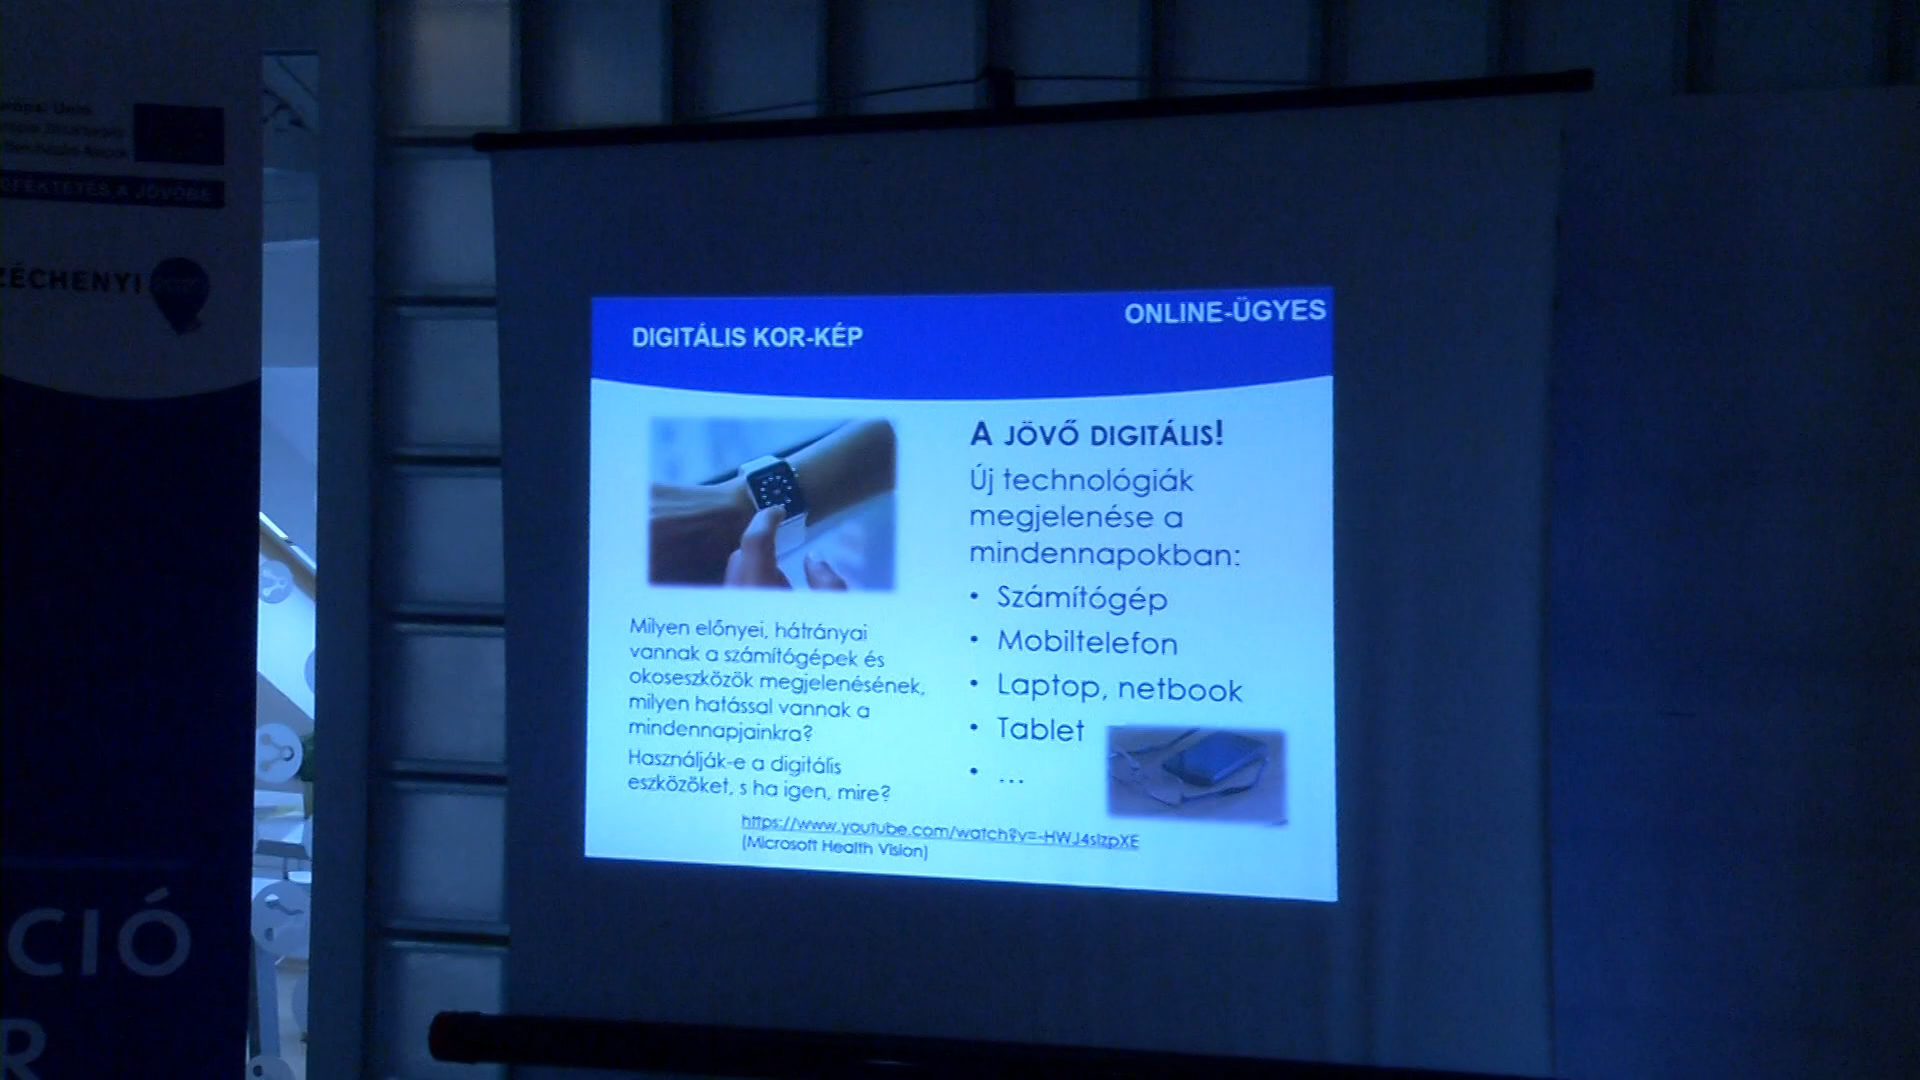 ZÉCHENYI
CIÓ
R
DIGITÁLIS KOR-KÉP
ONLINE-ÜGYES
A JÖVŐ DIGITÁLIS!
Új technológiák
megjelenése a
mindennapokban:
• Számítógép
• Mobiltelefon
• Laptop, netbook
• Tablet
• ...
Milyen előnyei, hátrányai
vannak a számítógépek és
okoseszközök megjelenésének,
milyen hatással vannak a
mindennapjainkra?
Használják-e a digitális
eszközöket, s ha igen, mire?
https://www.youtube.com/watch?v=-HWJ4slzpXE
(Microsoft Health Vision)